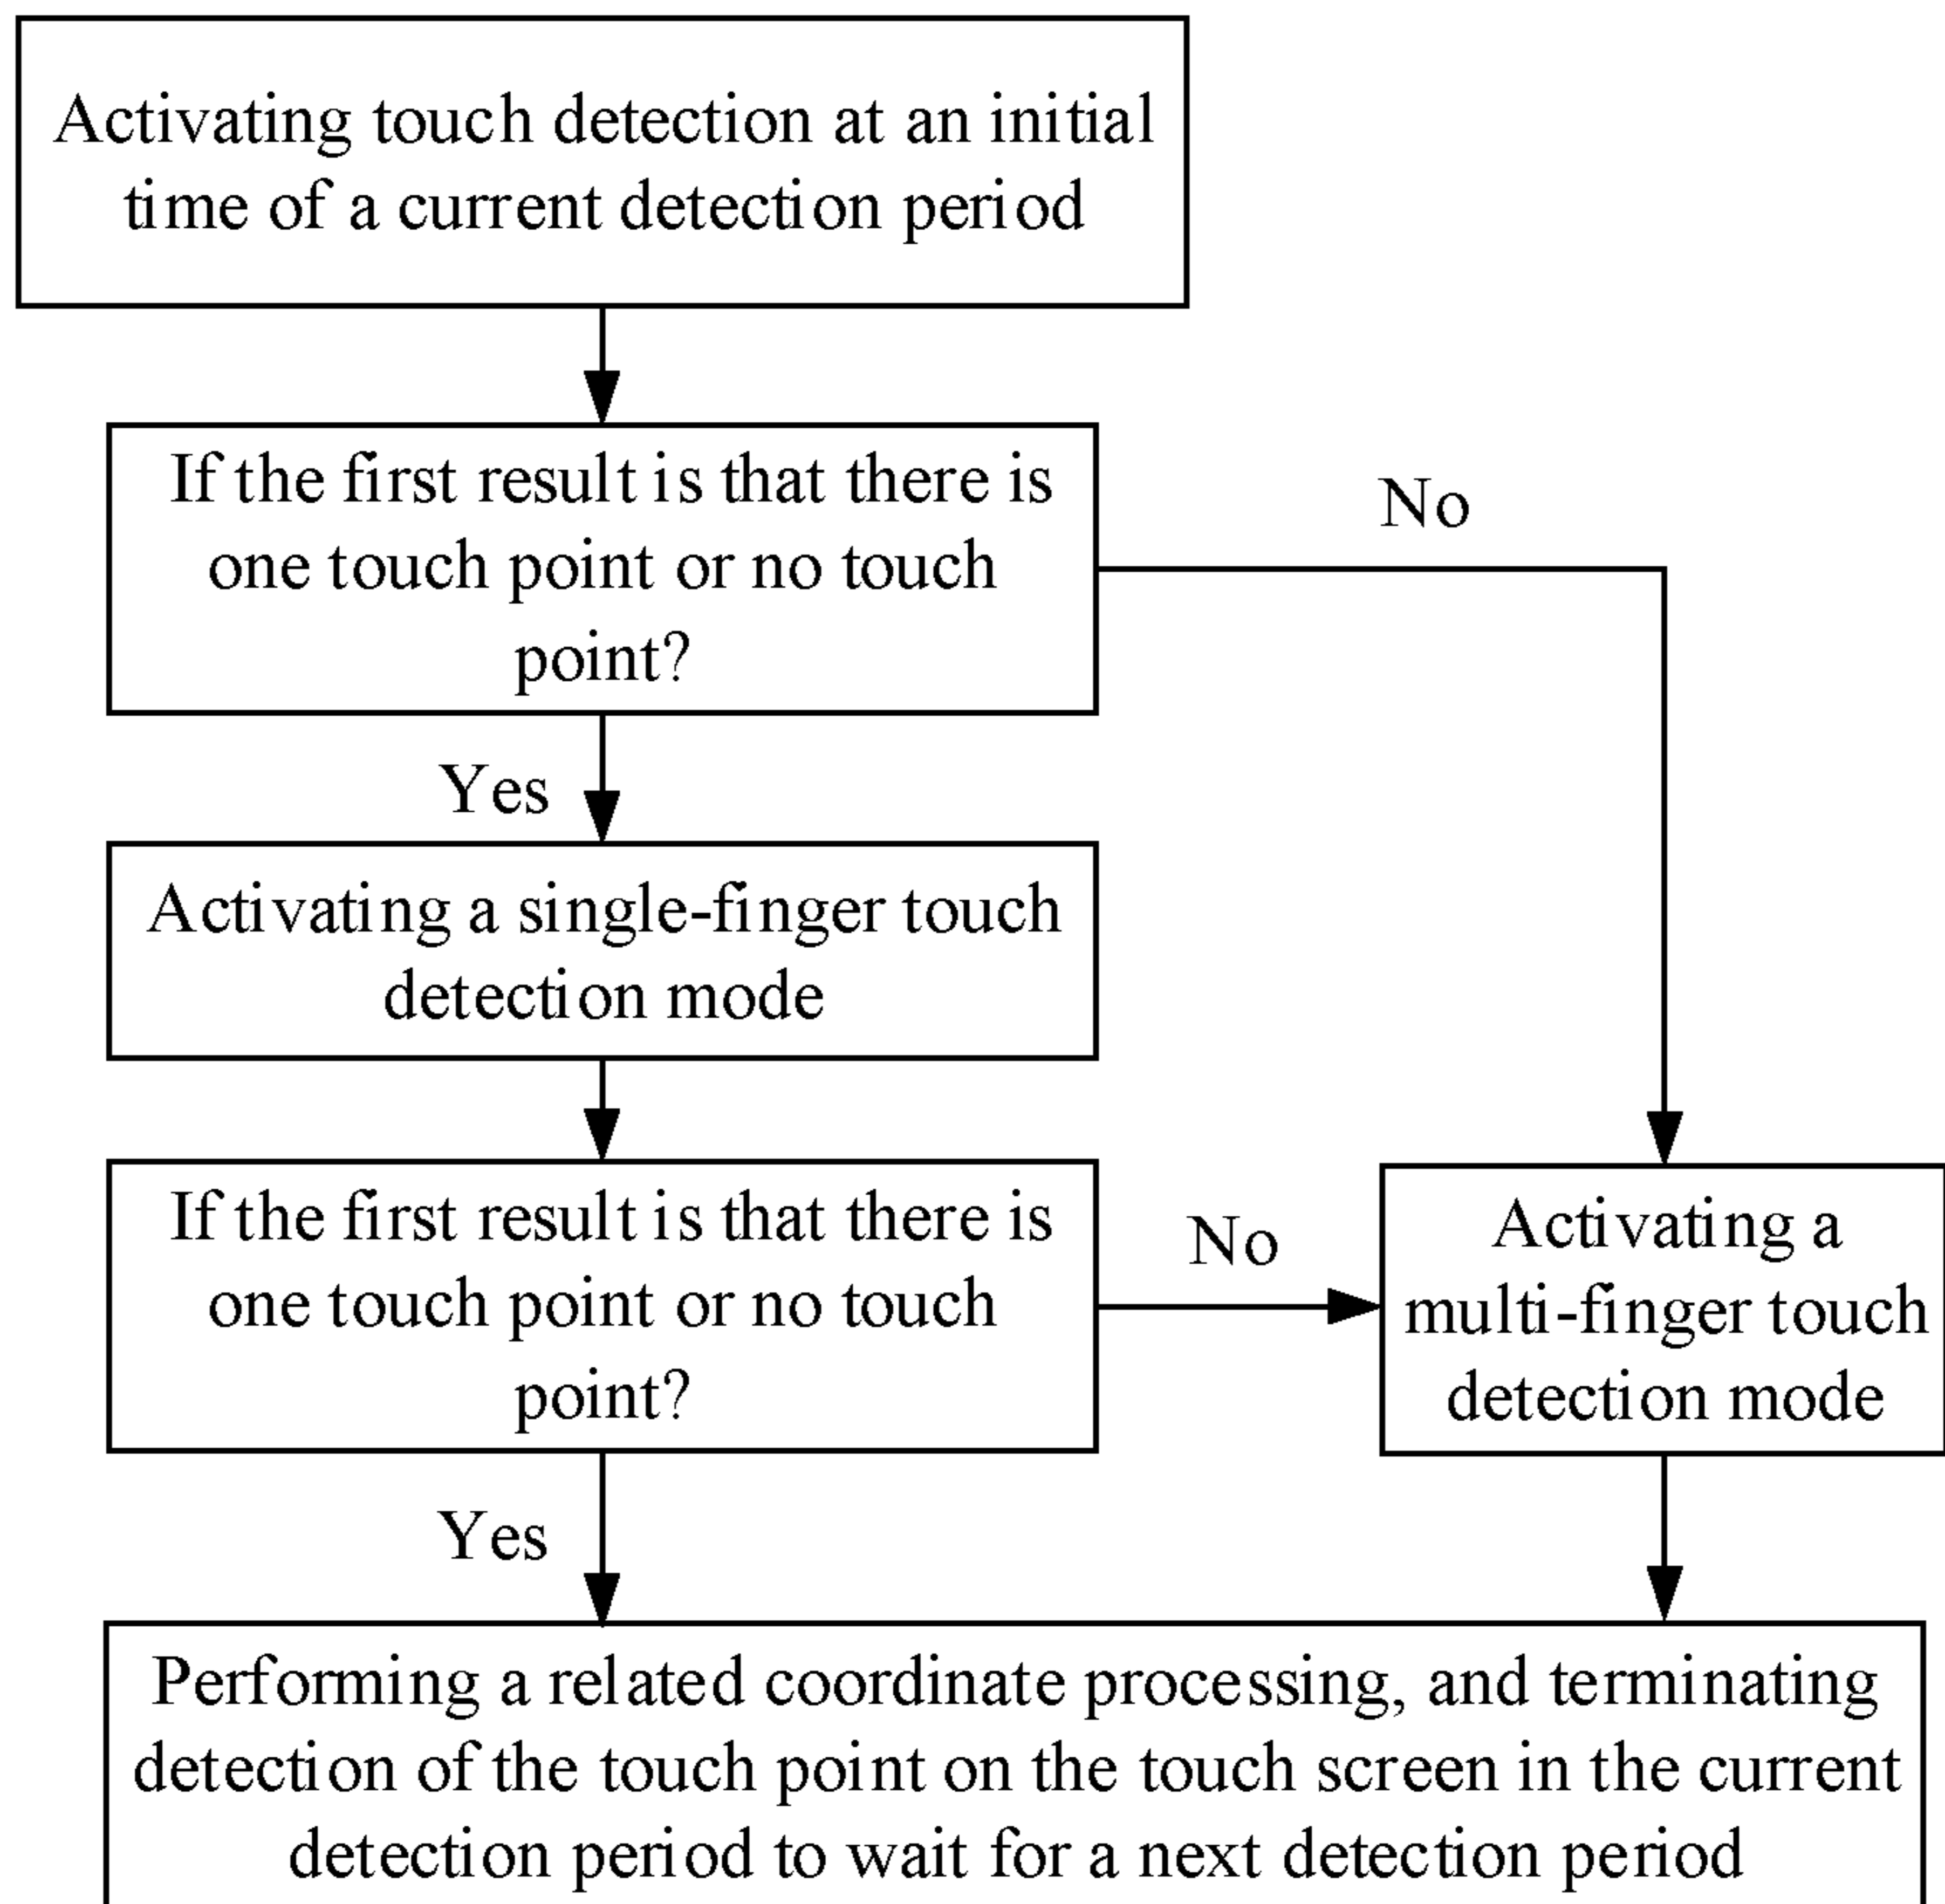 Activating touch detection at an initial
time of a current detection period
If the first result is that there is
one touch point or no touch
point?
No
Yes
Activating a single-finger touch
detection mode
If the first result is that there is
one touch point or no touch
point?
No
Activating a
multi-finger touch
detection mode
Yes
Performing a related coordinate processing, and terminating
detection of the touch point on the touch screen in the current
detection period to wait for a next detection period